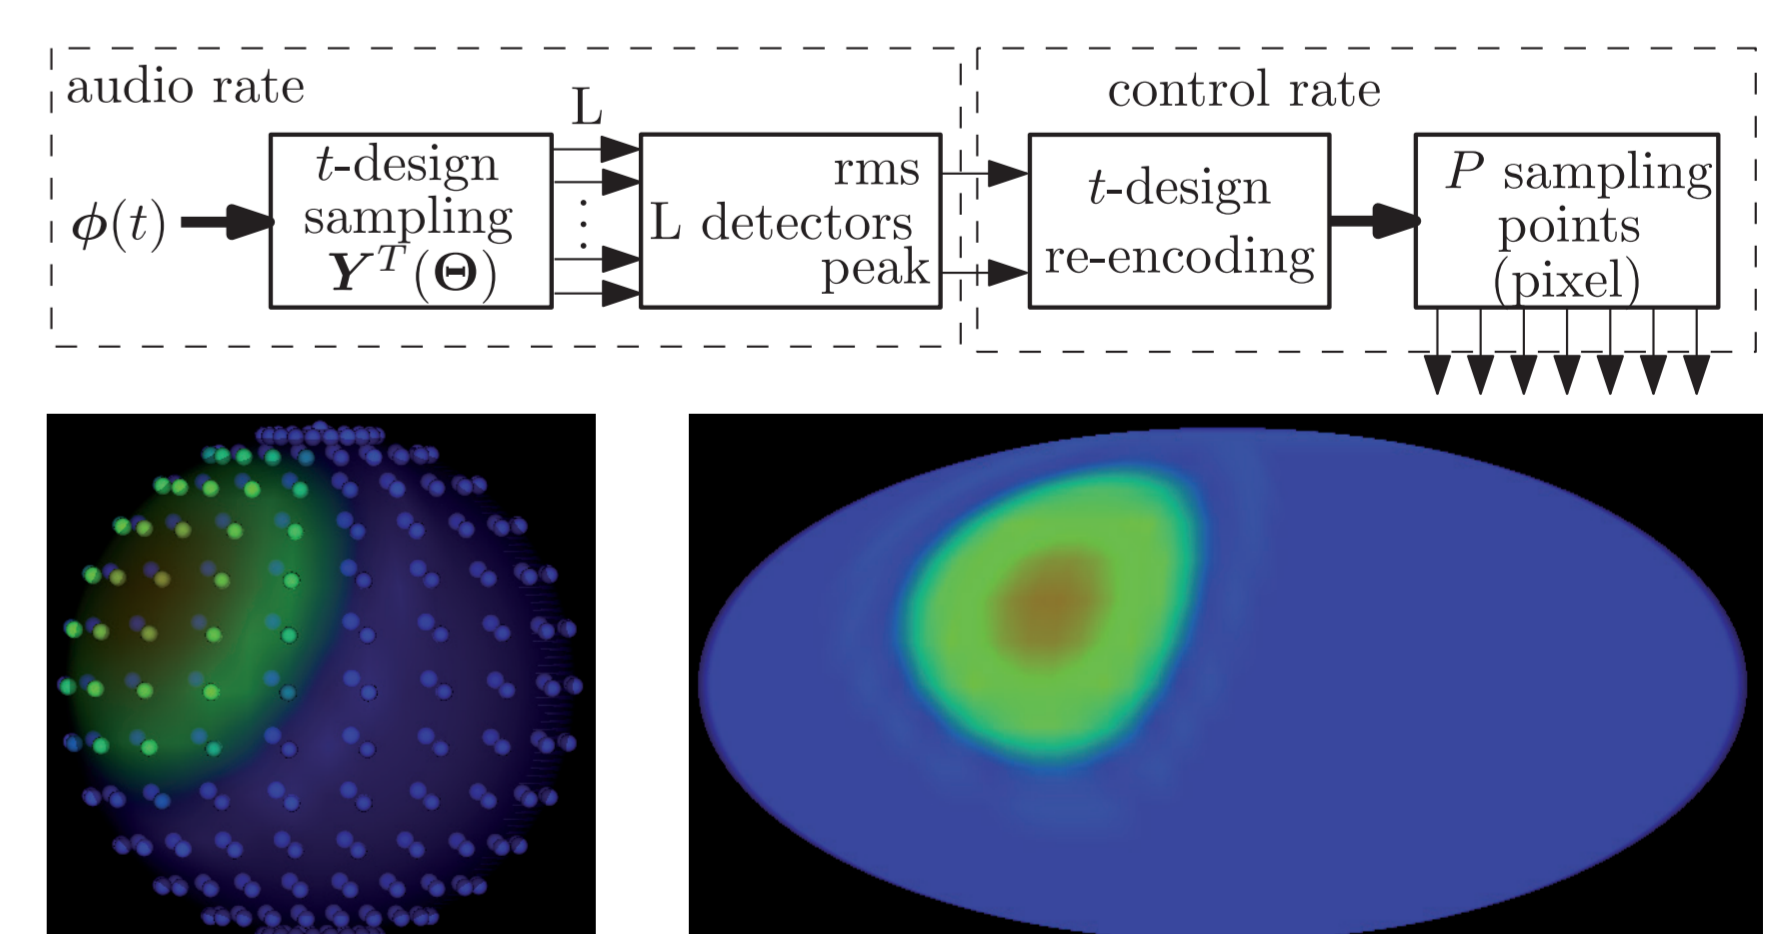 audio rate
L
control rate
ϕ(t)
t-design
sampling
Y^T(Θ)
rms
L detectors
peak
t-design
re-encoding
P sampling
points
(pixel)